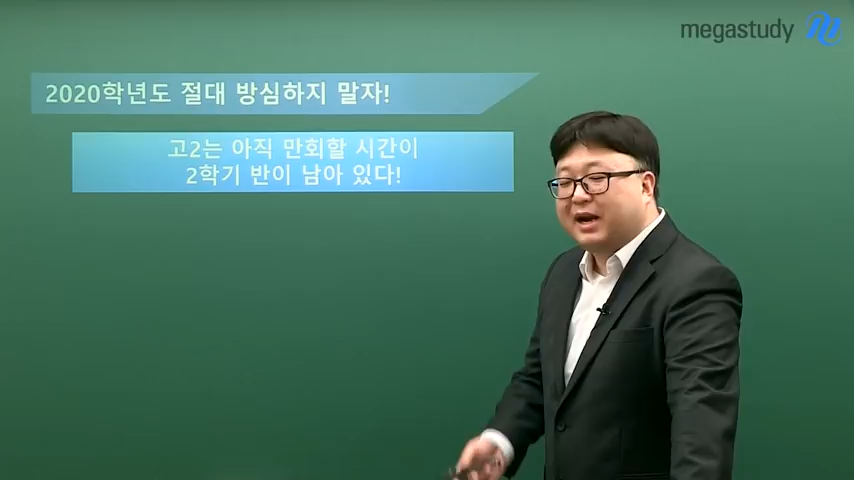 megastudy
2020학년도 절대 방심하지 말자!
고2는 아직 만회할 시간이
2학기 반이 남아 있다!